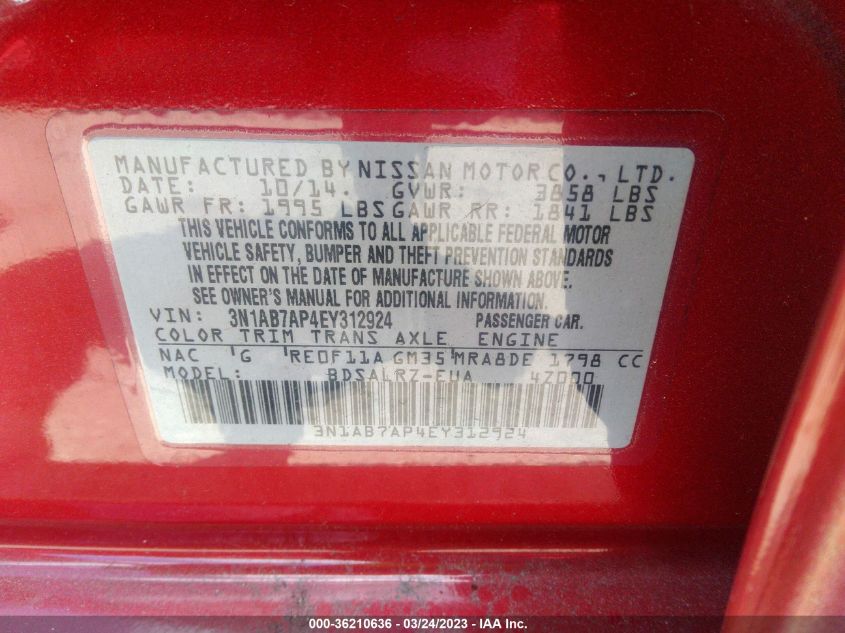 MANUFACTURED BY NISSAN MOTOR CO., LTD.
DATE: 10/14. GVWR: 3858 LBS
GAWR FR: 1995 LBS GAWR RR: 1841 LBS
THIS VEHICLE CONFORMS TO ALL APPLICABLE FEDERAL MOTOR
VEHICLE SAFETY, BUMPER AND THEFT PREVENTION STANDARDS
IN EFFECT ON THE DATE OF MANUFACTURE SHOWN ABOVE.
SEE OWNER'S MANUAL FOR ADDITIONAL INFORMATION.
VIN: 3N1AB7AP4EY312924 PASSENGER CAR.
COLOR TRIM TRANS AXLE ENGINE
NAC G RE0F11A GM35 MRA8DE 1798 CC
MODEL: BDSALRZ-EUA 4Z000
3N1AB7AP4EY312924
000-36210636 - 03/24/2023 - IAA Inc.